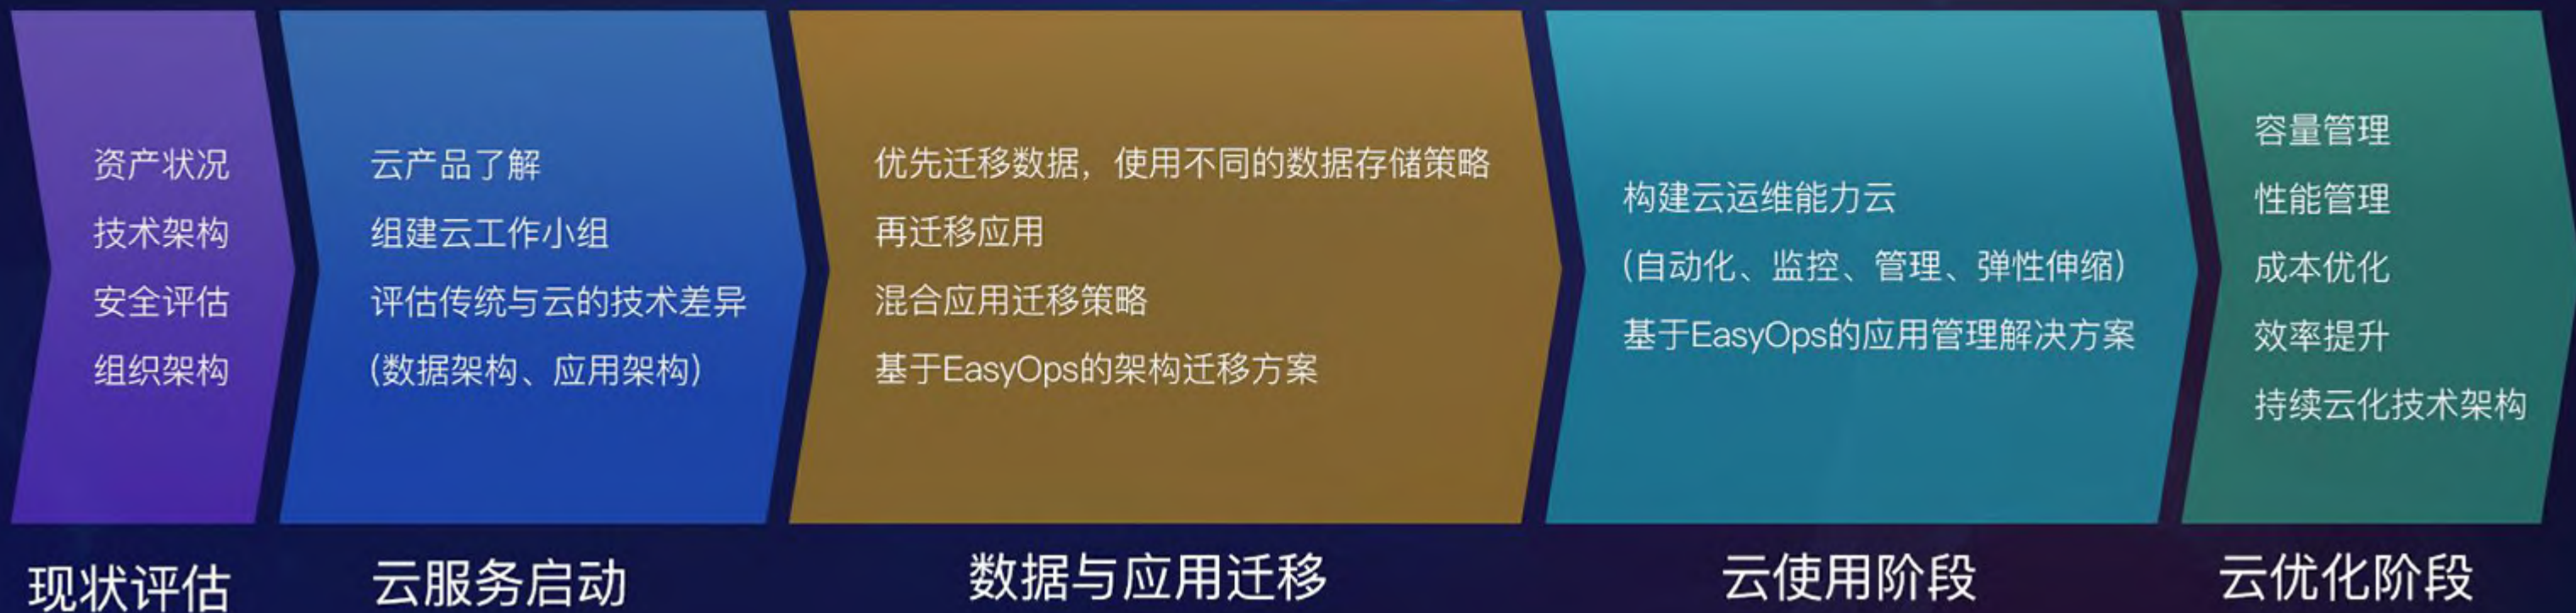 资产状况
技术架构
安全评估
组织架构
现状评估
云产品了解
组建云工作小组
评估传统与云的技术差异
(数据架构、应用架构)
云服务启动
优先迁移数据，使用不同的数据存储策略
再迁移应用
混合应用迁移策略
基于EasyOps的架构迁移方案
数据与应用迁移
构建云运维能力云
(自动化、监控、管理、弹性伸缩)
基于EasyOps的应用管理解决方案
云使用阶段
容量管理
性能管理
成本优化
效率提升
持续云化技术架构
云优化阶段